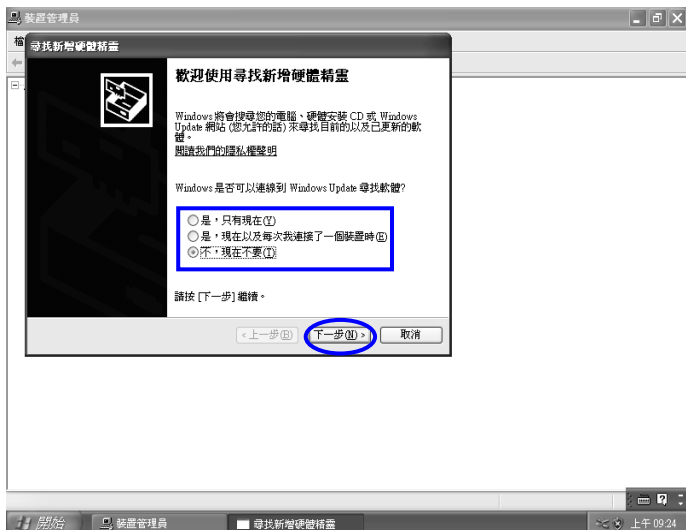 裝置管理員
檔
尋找新增硬體精靈
歡迎使用尋找新增硬體精靈
Windows 將會搜尋您的電腦、硬體安裝 CD 或 Windows
Update 網站 (您允許的話) 來尋找目前的以及已更新的軟
體。
閱讀我們的隱私權聲明
Windows 是否可以連線到 Windows Update 尋找軟體?
是，只有現在(Y)
是，現在以及每次我連接了一個裝置時(E)
不，現在不要(T)
請按 [下一步] 繼續。
<上一步(B) 下一步(N)> 取消
開始 裝置管理員 尋找新增硬體精靈 上午 09:24